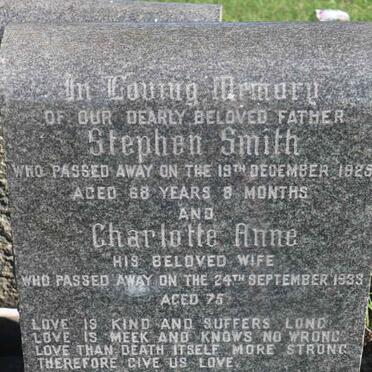 In Loving Memory
OF OUR DEARLY BELOVED FATHER
Stephen Smith
WHO PASSED AWAY ON THE 19TH DECEMBER 1925
AGED 68 YEARS 8 MONTHS
AND
Charlotte Anne
HIS BELOVED WIFE
WHO PASSED AWAY ON THE 24TH SEPTEMBER 1933
AGED 75
LOVE IS KIND AND SUFFERS LONG
LOVE IS MEEK AND KNOWS NO WRONG
LOVE THAN DEATH ITSELF MORE STRONG
THEREFORE GIVE US LOVE.